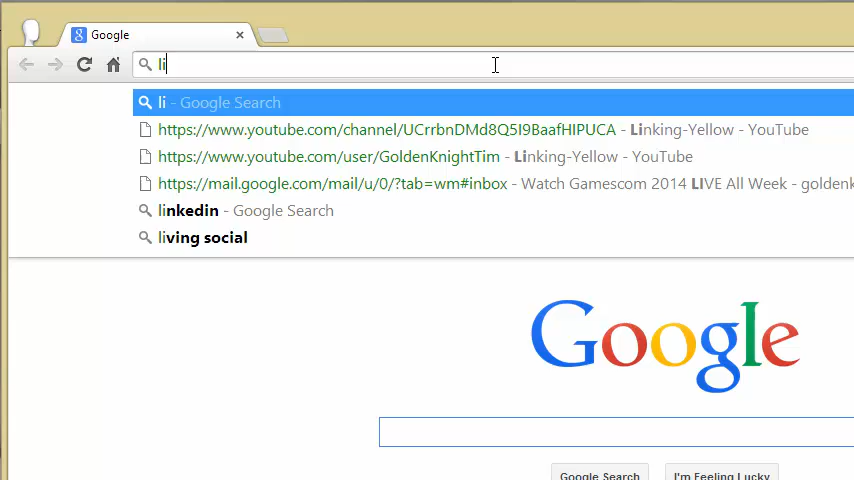 Google
li
li - Google Search
https://www.youtube.com/channel/UCrrbnDMd8Q5I9BaafHIPUCA - Linking-Yellow - YouTube
https://www.youtube.com/user/GoldenKnightTim - Linking-Yellow - YouTube
https://mail.google.com/mail/u/0/?tab=wm#inbox - Watch Gamescom 2014 LIVE All Week - goldenk
linkedin - Google Search
living social
Google
Google Search I'm Feeling Lucky